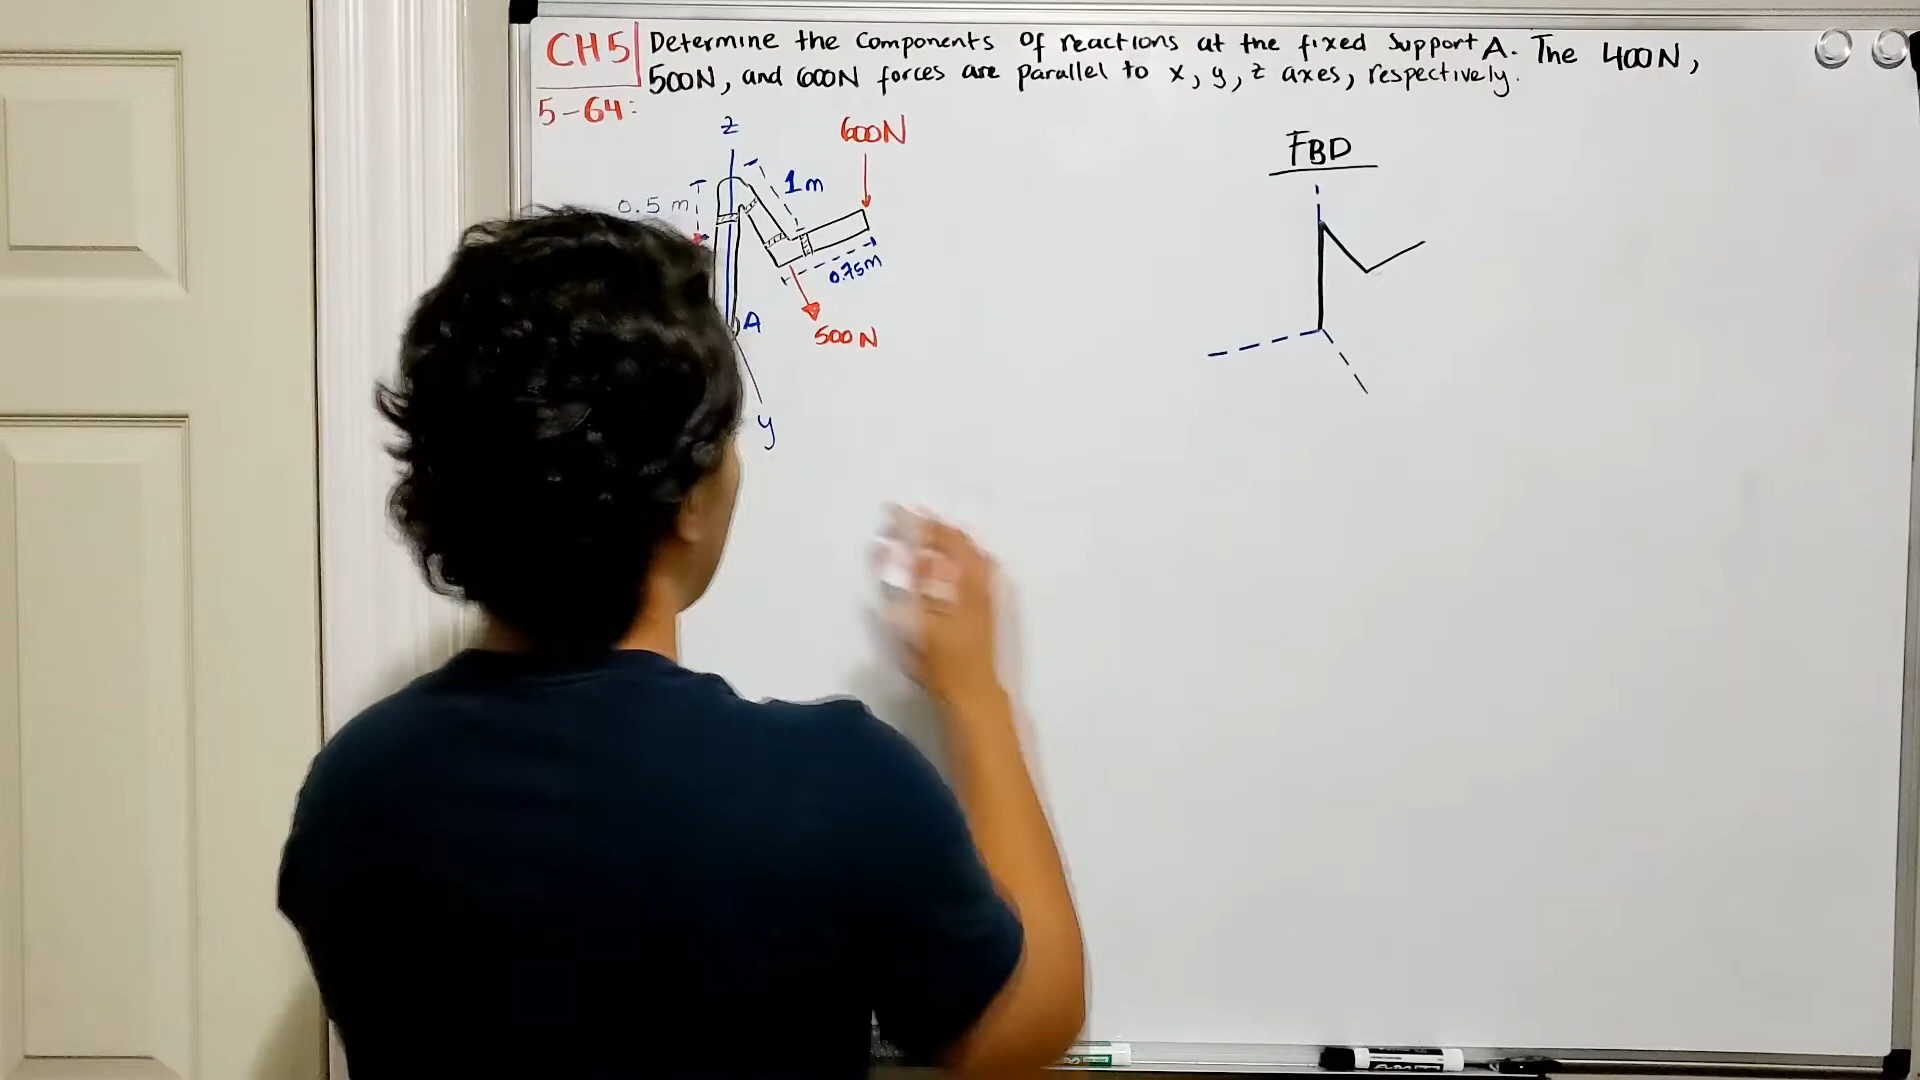 CH5
Determine the components of reactions at the fixed support A. The 400N,
500N, and 600N forces are parallel to x, y, z axes, respectively.
5-64:
z
600N
FBD
1m
0.5 m
0.75m
A
500N
y